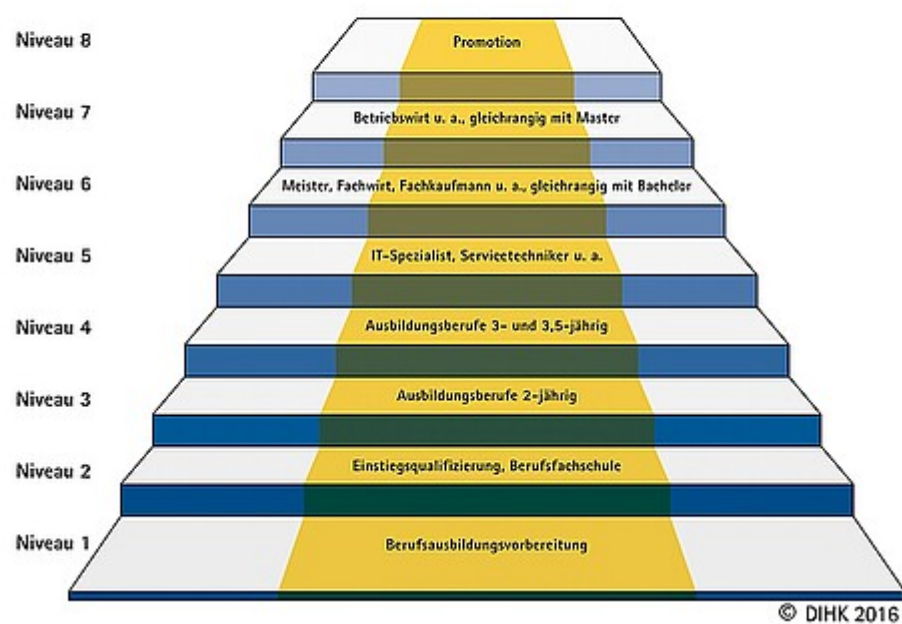 Niveau 8
Promotion
Niveau 7
Betriebswirt u. a., gleichrangig mit Master
Niveau 6
Meister, Fachwirt, Fachkaufmann u. a., gleichrangig mit Bachelor
Niveau 5
IT-Spezialist, Servicetechniker u. a.
Niveau 4
Ausbildungsberufe 3- und 3,5-jährig
Niveau 3
Ausbildungsberufe 2-jährig
Niveau 2
Einstiegsqualifizierung, Berufsfachschule
Niveau 1
Berufsausbildungsvorbereitung
© DIHK 2016